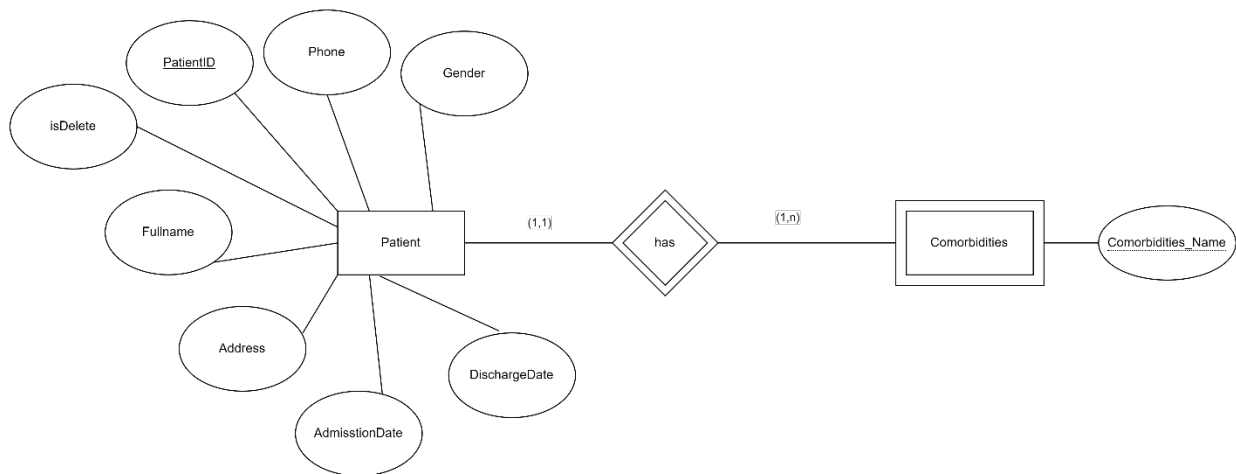 Phone
PatientID
Gender
isDelete
Fullname
(1,1)
(1,n)
Patient
has
Comorbidities
Comorbidities_Name
Address
DischargeDate
AdmisstionDate